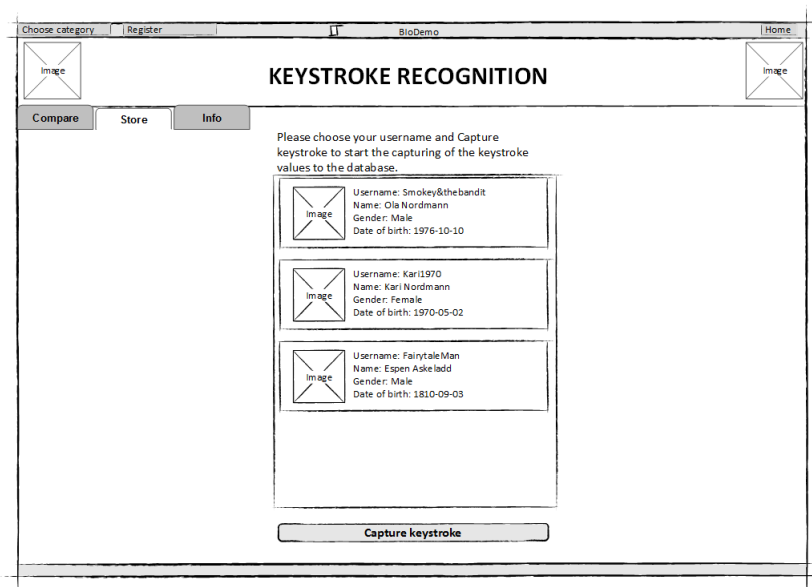 Choose category
Register
BioDemo
Home
Image
KEYSTROKE RECOGNITION
Image
Compare
Store
Info
Please choose your username and Capture
keystroke to start the capturing of the keystroke
values to the database.
Image
Username: Smokey&thebandit
Name: Ola Nordmann
Gender: Male
Date of birth: 1976-10-10
Image
Username: Kari1970
Name: Kari Nordmann
Gender: Female
Date of birth: 1970-05-02
Image
Username: FairytaleMan
Name: Espen Askeladd
Gender: Male
Date of birth: 1810-09-03
Capture keystroke